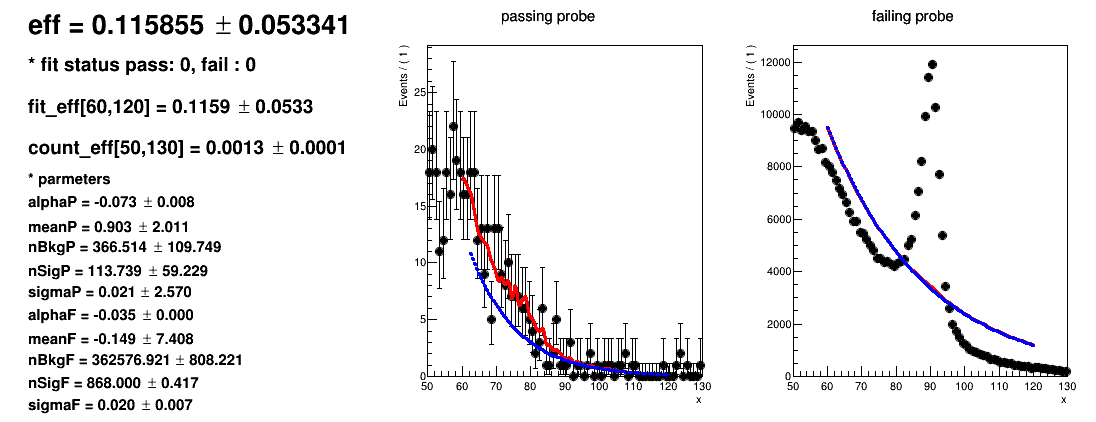 eff = 0.115855 ± 0.053341
* fit status pass: 0, fail : 0
fit_eff[60,120] = 0.1159 ± 0.0533
count_eff[50,130] = 0.0013 ± 0.0001
* parmeters
alphaP = -0.073 ± 0.008
meanP = 0.903 ± 2.011
nBkgP = 366.514 ± 109.749
nSigP = 113.739 ± 59.229
sigmaP = 0.021 ± 2.570
alphaF = -0.035 ± 0.000
meanF = -0.149 ± 7.408
nBkgF = 362576.921 ± 808.221
nSigF = 868.000 ± 0.417
sigmaF = 0.020 ± 0.007
passing probe
Events / ( 1 )
25
20
15
10
5
0
50 60 70 80 90 100 110 120 130
x
failing probe
Events / ( 1 )
12000
10000
8000
6000
4000
2000
0
50 60 70 80 90 100 110 120 130
x